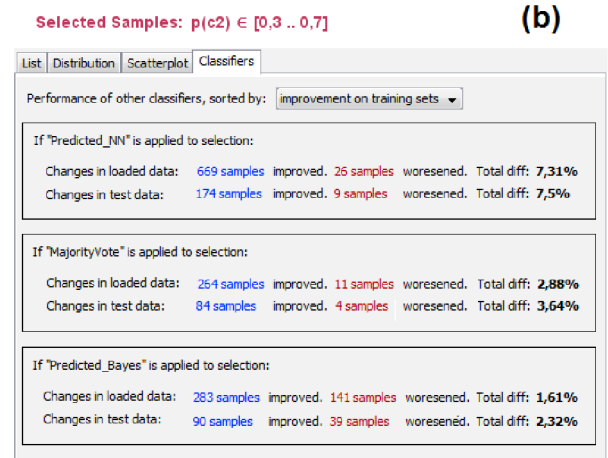 Selected Samples: p(c2) ∈ [0,3 .. 0,7]
(b)
List Distribution Scatterplot Classifiers
Performance of other classifiers, sorted by: improvement on training sets
If "Predicted_NN" is applied to selection:
Changes in loaded data: 669 samples improved. 26 samples woresened. Total diff: 7,31%
Changes in test data: 174 samples improved. 9 samples woresened. Total diff: 7,5%
If "MajorityVote" is applied to selection:
Changes in loaded data: 264 samples improved. 11 samples woresened. Total diff: 2,88%
Changes in test data: 84 samples improved. 4 samples woresened. Total diff: 3,64%
If "Predicted_Bayes" is applied to selection:
Changes in loaded data: 283 samples improved. 141 samples woresened. Total diff: 1,61%
Changes in test data: 90 samples improved. 39 samples woresened. Total diff: 2,32%